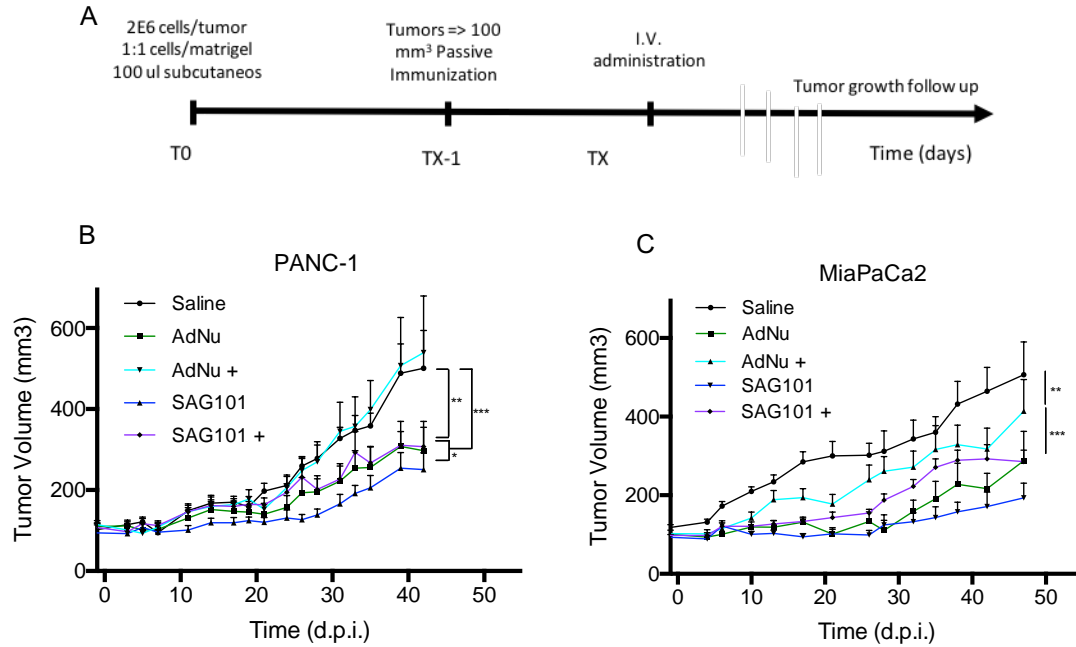 A
2E6 cells/tumor
1:1 cells/matrigel
100 ul subcutaneos
Tumors => 100
mm³ Passive
Immunization
I.V.
administration
Tumor growth follow up
T0
TX-1
TX
Time (days)
B
PANC-1
Saline
AdNu
AdNu +
SAG101
SAG101 +
Tumor Volume (mm3)
600
400
200
0
**
***
*
0 10 20 30 40 50
Time (d.p.i.)
C
MiaPaCa2
Saline
AdNu
AdNu +
SAG101
SAG101 +
Tumor Volume (mm3)
600
400
200
0
**
***
0 10 20 30 40 50
Time (d.p.i.)